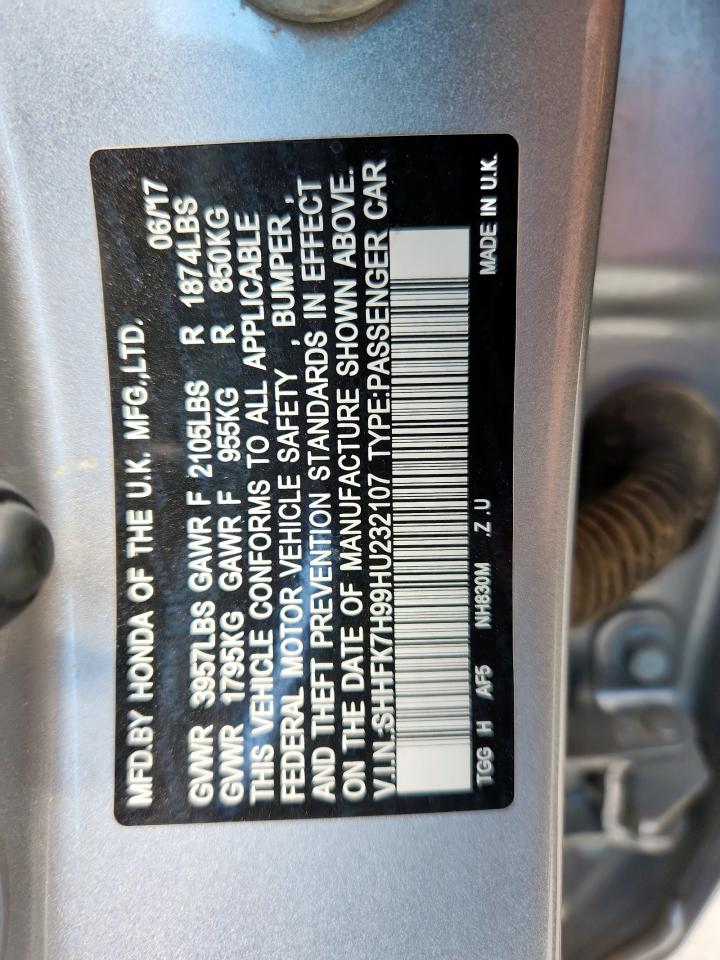 MFD.BY HONDA OF THE U.K. MFG.,LTD. 06/17
GVWR 3957LBS GAWR F 2105LBS R 1874LBS
GVWR 1795KG GAWR F 955KG R 850KG
THIS VEHICLE CONFORMS TO ALL APPLICABLE
FEDERAL MOTOR VEHICLE SAFETY , BUMPER ,
AND THEFT PREVENTION STANDARDS IN EFFECT
ON THE DATE OF MANUFACTURE SHOWN ABOVE.
V.I.N.:SHHFK7H99HU232107 TYPE:PASSENGER CAR
TGG H AF5 NH830M .Z .U MADE IN U.K.